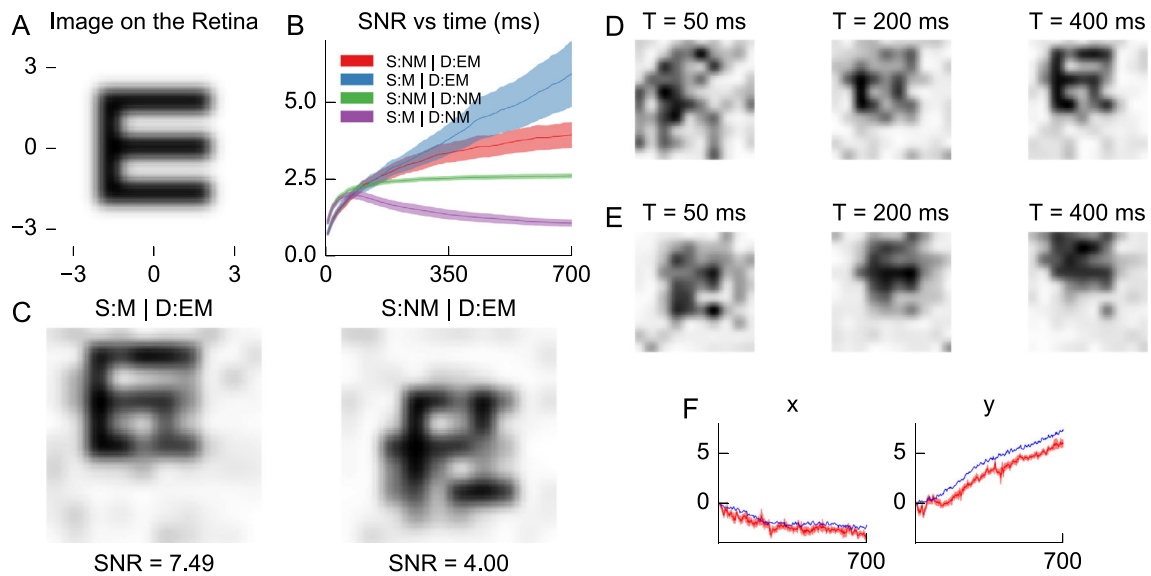 A Image on the Retina
3
0
−3
−3 0 3
B SNR vs time (ms)
S:NM | D:EM
S:M | D:EM
S:NM | D:NM
S:M | D:NM
5.0
2.5
0.0
0 350 700
C S:M | D:EM S:NM | D:EM
SNR = 7.49 SNR = 4.00
D T = 50 ms T = 200 ms T = 400 ms
E T = 50 ms T = 200 ms T = 400 ms
F x y
5 5
0 0
700 700